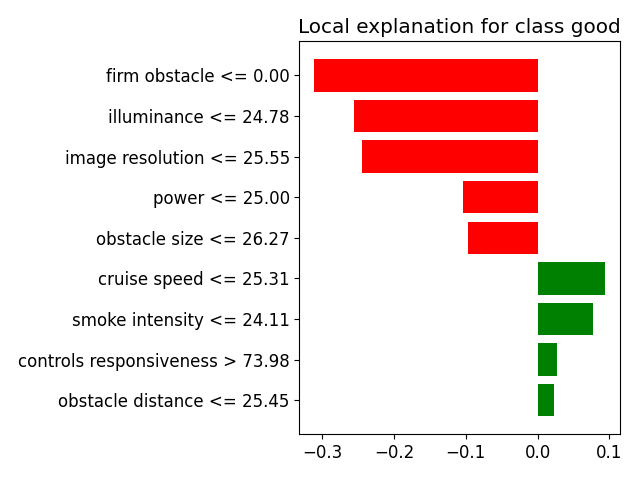 Local explanation for class good
firm obstacle <= 0.00
illuminance <= 24.78
image resolution <= 25.55
power <= 25.00
obstacle size <= 26.27
cruise speed <= 25.31
smoke intensity <= 24.11
controls responsiveness > 73.98
obstacle distance <= 25.45
−0.3 −0.2 −0.1 0.0 0.1